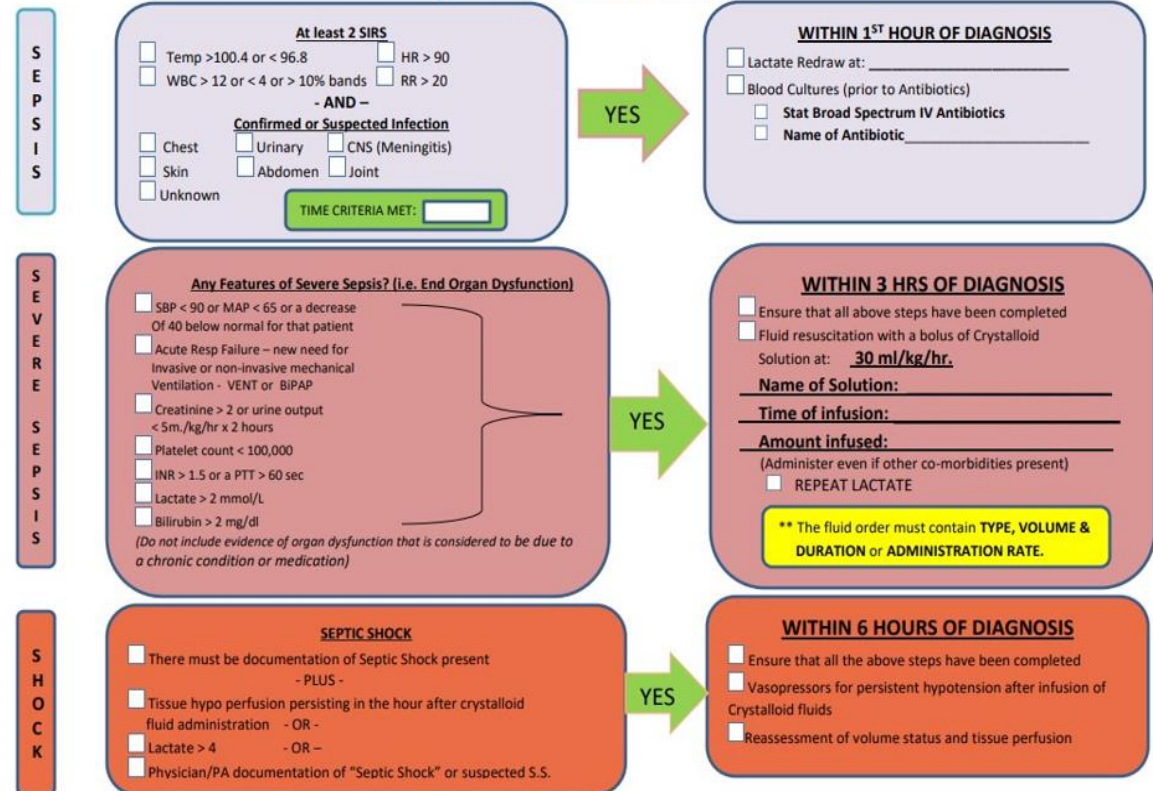 SEPSIS
At least 2 SIRS
Temp >100.4 or < 96.8 HR > 90
WBC > 12 or < 4 or > 10% bands RR > 20
- AND –
Confirmed or Suspected Infection
Chest Urinary CNS (Meningitis)
Skin Abdomen Joint
Unknown
TIME CRITERIA MET:
YES
WITHIN 1ST HOUR OF DIAGNOSIS
Lactate Redraw at: ____________________
Blood Cultures (prior to Antibiotics)
Stat Broad Spectrum IV Antibiotics
Name of Antibiotic____________________
SEVERE SEPSIS
Any Features of Severe Sepsis? (i.e. End Organ Dysfunction)
SBP < 90 or MAP < 65 or a decrease
Of 40 below normal for that patient
Acute Resp Failure – new need for
Invasive or non-invasive mechanical
Ventilation - VENT or BiPAP
Creatinine > 2 or urine output
< 5m./kg/hr x 2 hours
Platelet count < 100,000
INR > 1.5 or a PTT > 60 sec
Lactate > 2 mmol/L
Bilirubin > 2 mg/dl
(Do not include evidence of organ dysfunction that is considered to be due to
a chronic condition or medication)
YES
WITHIN 3 HRS OF DIAGNOSIS
Ensure that all above steps have been completed
Fluid resuscitation with a bolus of Crystalloid
Solution at: 30 ml/kg/hr.
Name of Solution:
Time of infusion:
Amount infused:
(Administer even if other co-morbidities present)
REPEAT LACTATE
** The fluid order must contain TYPE, VOLUME &
DURATION or ADMINISTRATION RATE.
SHOCK
SEPTIC SHOCK
There must be documentation of Septic Shock present
- PLUS -
Tissue hypo perfusion persisting in the hour after crystalloid
fluid administration - OR -
Lactate > 4 - OR –
Physician/PA documentation of "Septic Shock" or suspected S.S.
YES
WITHIN 6 HOURS OF DIAGNOSIS
Ensure that all the above steps have been completed
Vasopressors for persistent hypotension after infusion of
Crystalloid fluids
Reassessment of volume status and tissue perfusion